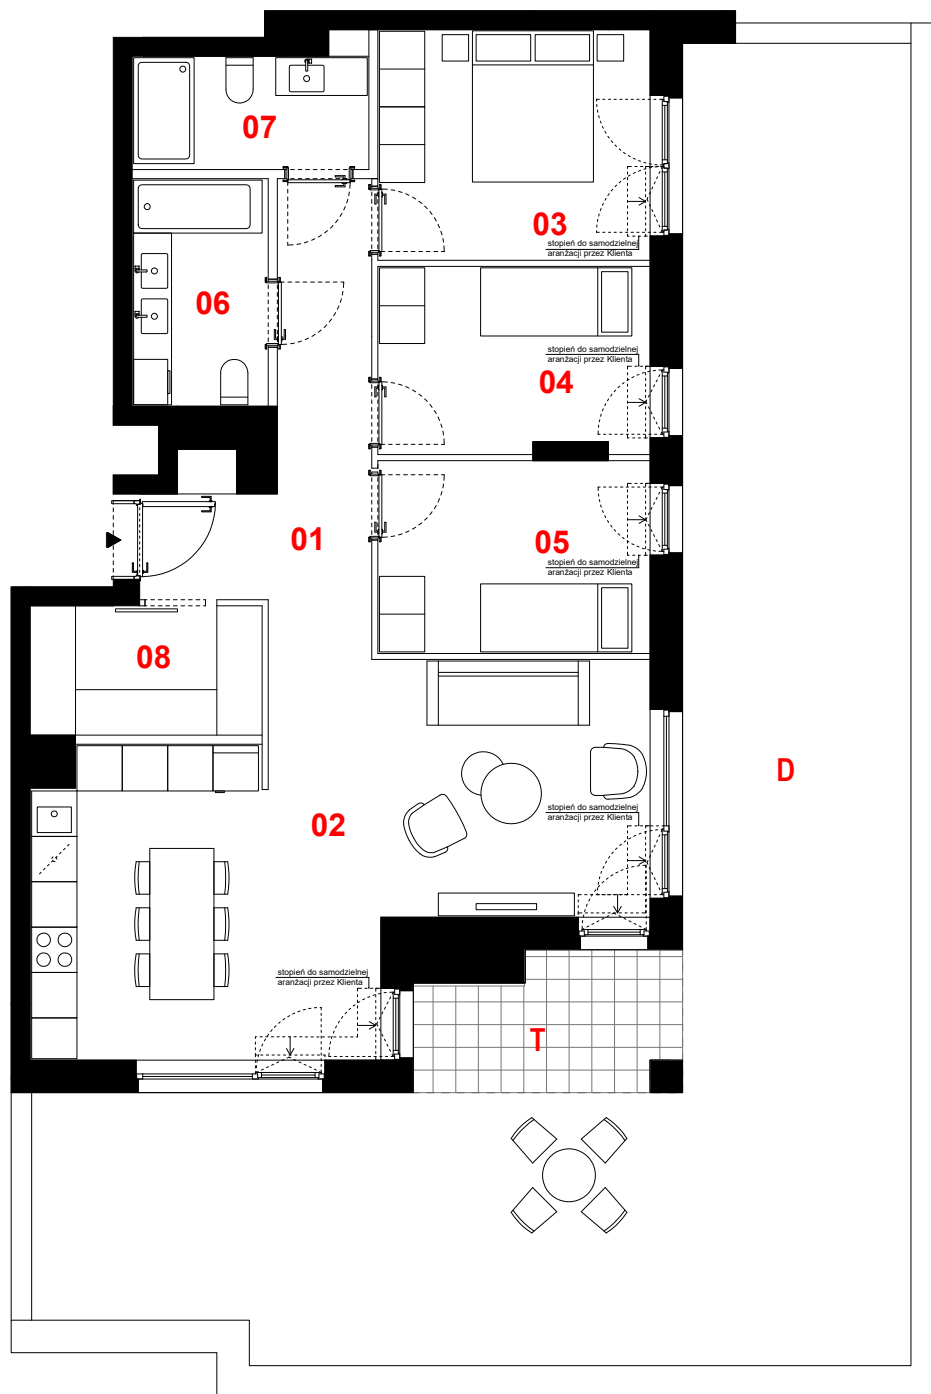 07
03
stopień do samodzielnej
aranżacji przez Klienta
06
stopień do samodzielnej
aranżacji przez Klienta
04
01
05
stopień do samodzielnej
aranżacji przez Klienta
08
D
stopień do samodzielnej
aranżacji przez Klienta
02
stopień do samodzielnej
aranżacji przez Klienta
T